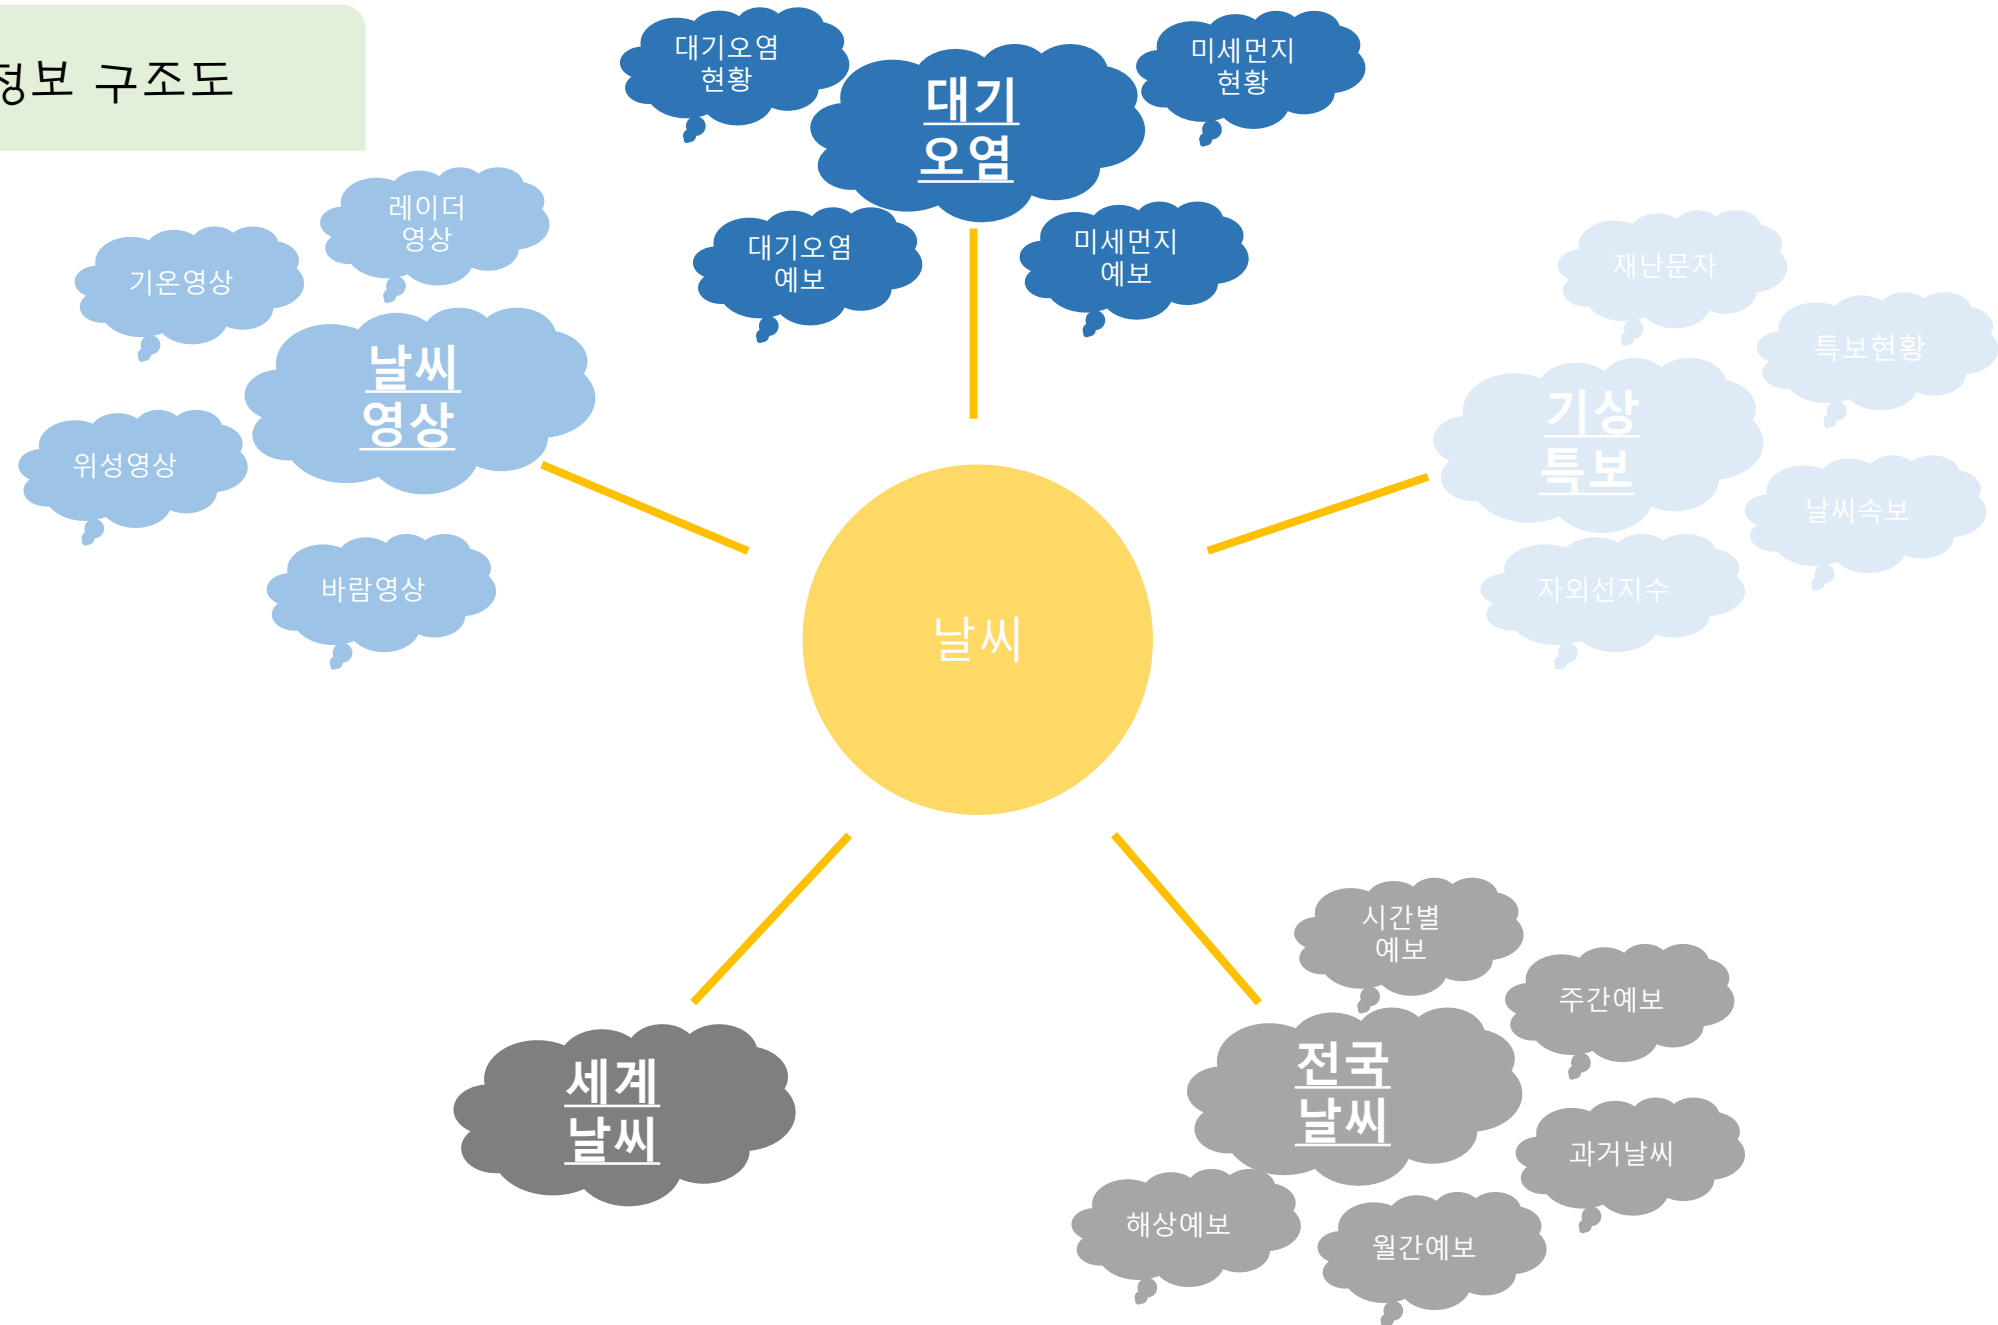 정보 구조도
대기오염
현황
대기
오염
미세먼지
현황
대기오염
예보
미세먼지
예보
레이더
영상
기온영상
날씨
영상
위성영상
바람영상
재난문자
특보현황
기상
특보
날씨속보
자외선지수
날씨
세계
날씨
시간별
예보
주간예보
전국
날씨
과거날씨
해상예보
월간예보